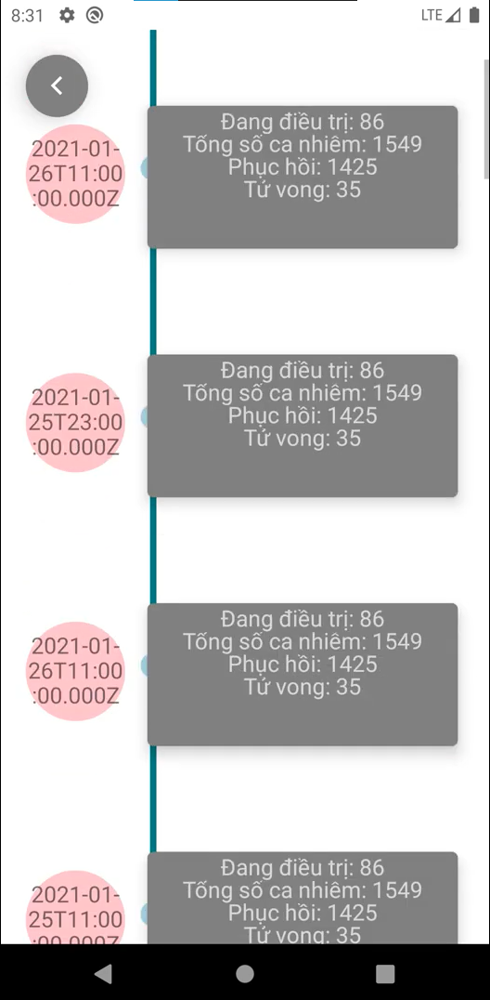 8:31
LTE
Đang điều trị: 86
Tổng số ca nhiêm: 1549
Phục hồi: 1425
Tử vong: 35
2021-01-
26T11:00
:00.000Z
Đang điều trị: 86
Tổng số ca nhiêm: 1549
Phục hồi: 1425
Tử vong: 35
2021-01-
25T23:00
:00.000Z
Đang điều trị: 86
Tổng số ca nhiêm: 1549
Phục hồi: 1425
Tử vong: 35
2021-01-
26T11:00
:00.000Z
Đang điều trị: 86
Tổng số ca nhiêm: 1549
Phục hồi: 1425
Tử vong: 35
2021-01-
25T11:00
:00.000Z